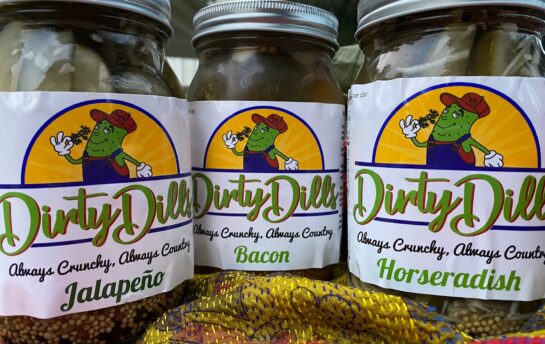 Dirty Dills
Always Crunchy, Always Country
Jalapeño
Dirty Dills
Always Crunchy, Always Country
Bacon
Dirty Dills
Always Crunchy, Always Country
Horseradish